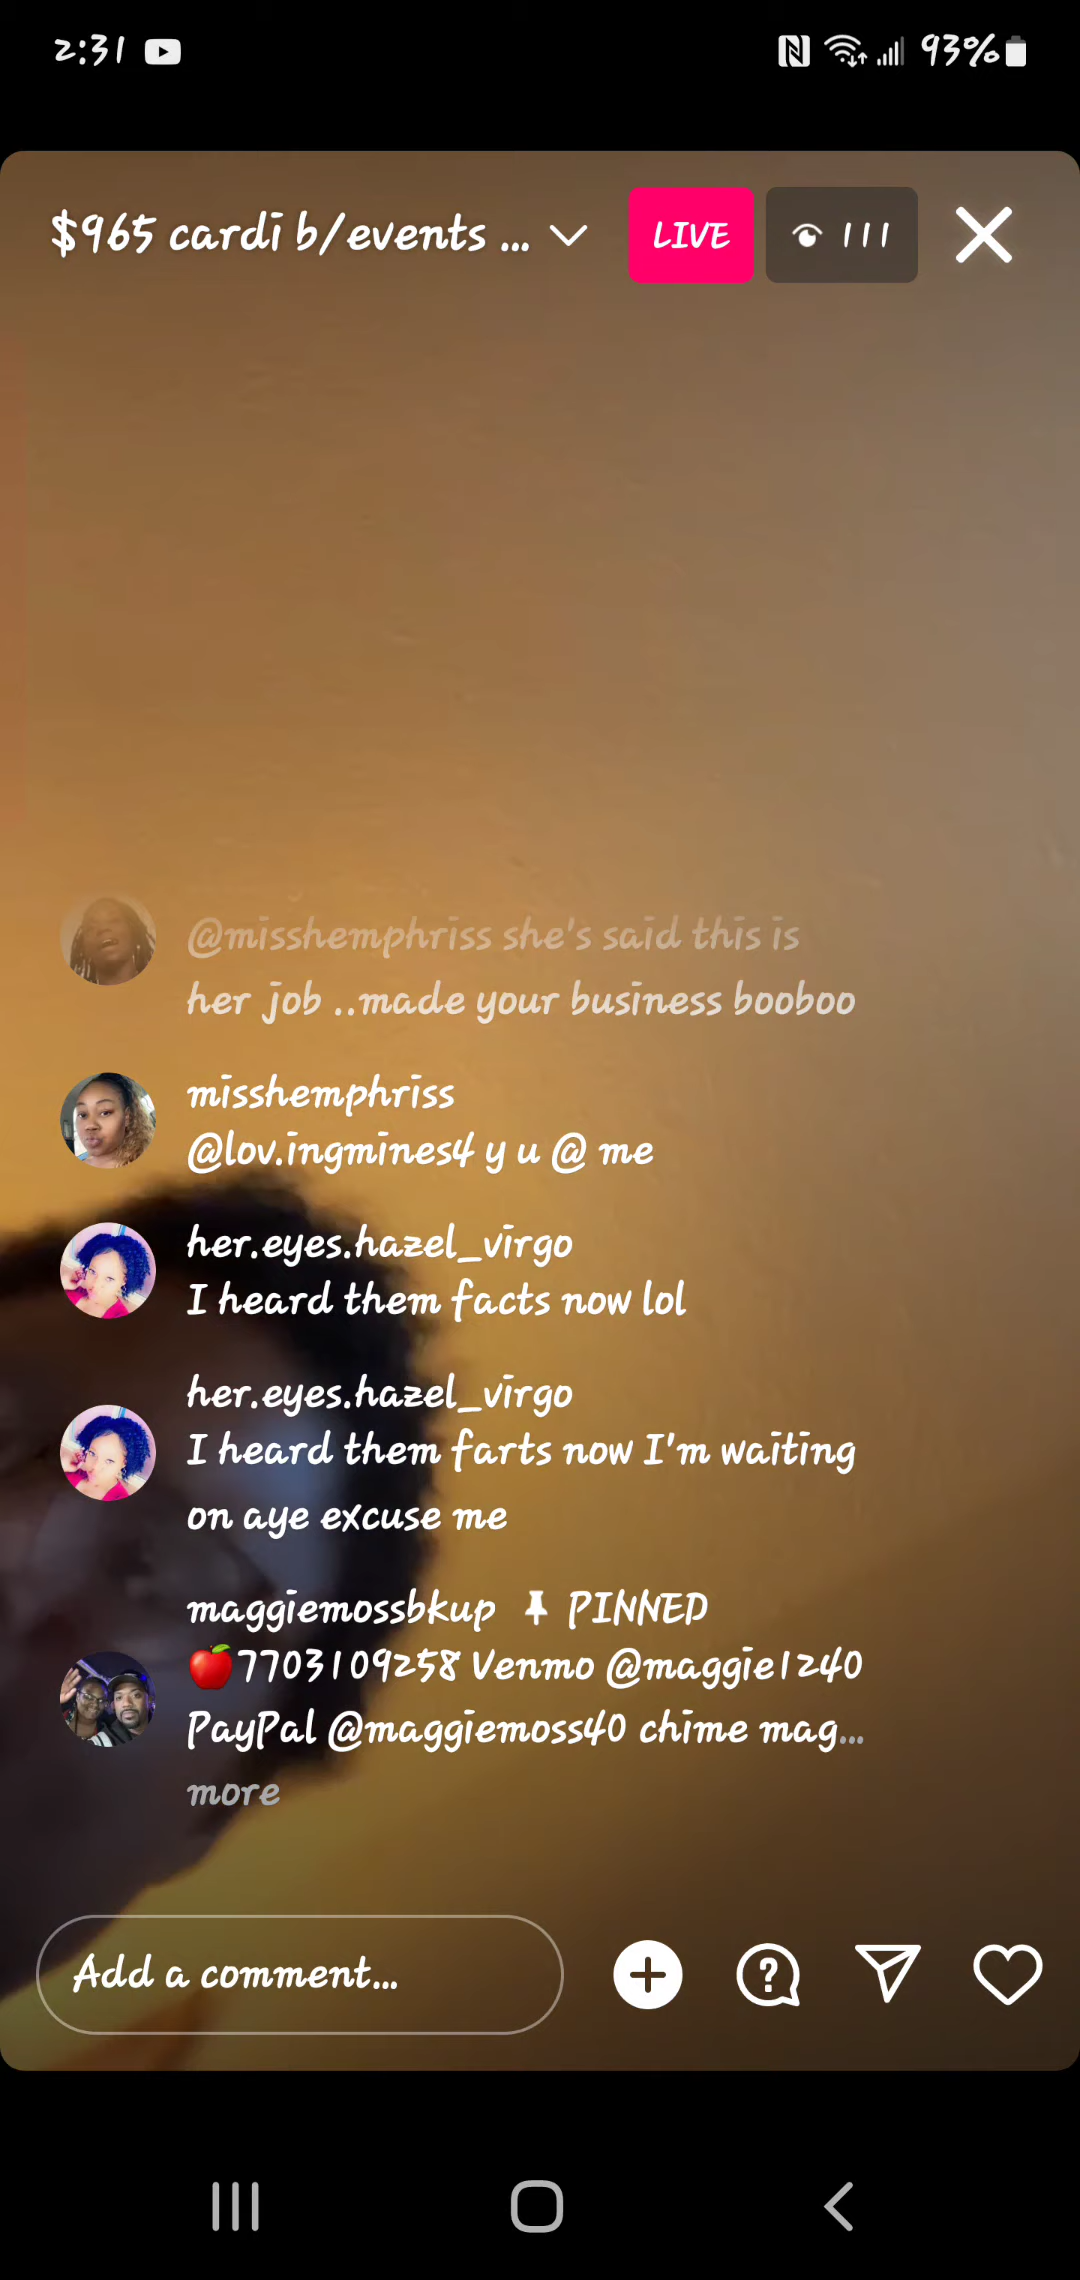 2:31 93%
$965 cardi b/events ... LIVE 111
@misshemphriss she's said this is
her job ..made your business booboo
misshemphriss
@lov.ingmines4 y u @ me
her.eyes.hazel_virgo
I heard them facts now lol
her.eyes.hazel_virgo
I heard them farts now I'm waiting
on aye excuse me
maggiemossbkup 📌 PINNED
🍎7703109258 Venmo @maggie1240
PayPal @maggiemoss40 chime mag...
more
Add a comment...